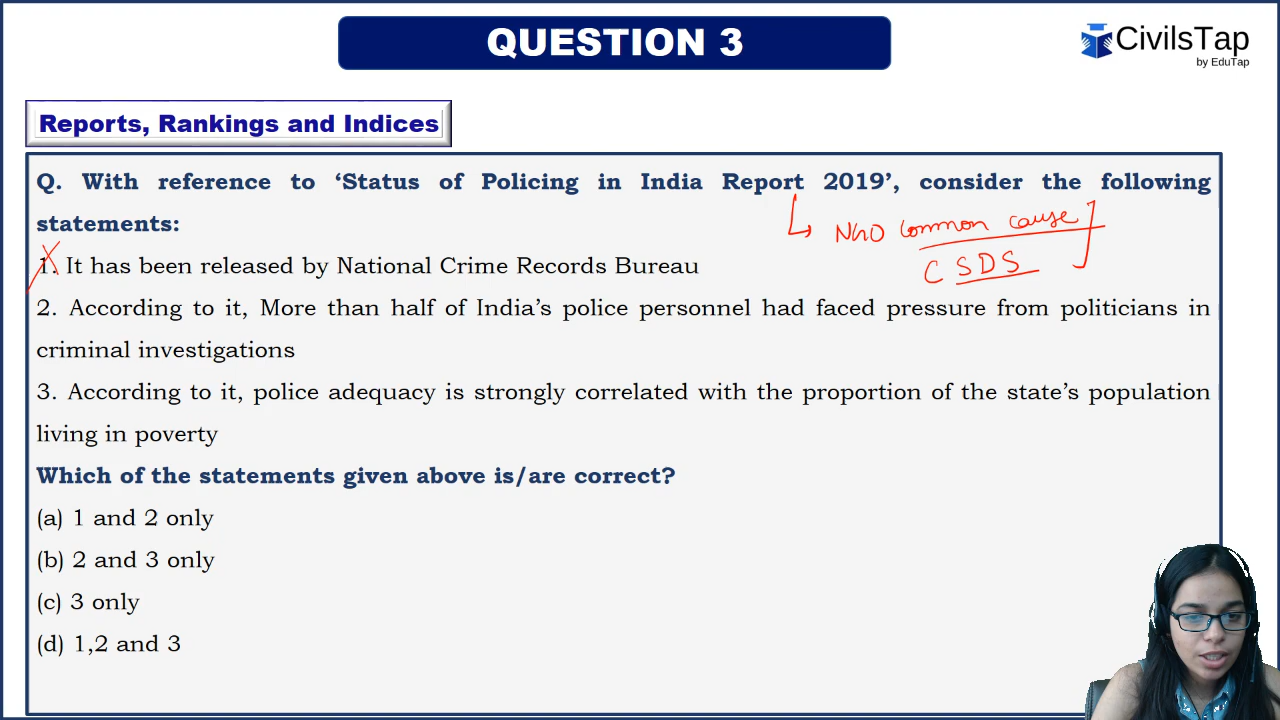 QUESTION 3
CivilsTap
by EduTap
Reports, Rankings and Indices
Q. With reference to ‘Status of Policing in India Report 2019’, consider the following
statements:
NGO Common Cause
CSDS
1. It has been released by National Crime Records Bureau
2. According to it, More than half of India’s police personnel had faced pressure from politicians in
criminal investigations
3. According to it, police adequacy is strongly correlated with the proportion of the state’s population
living in poverty
Which of the statements given above is/are correct?
(a) 1 and 2 only
(b) 2 and 3 only
(c) 3 only
(d) 1,2 and 3